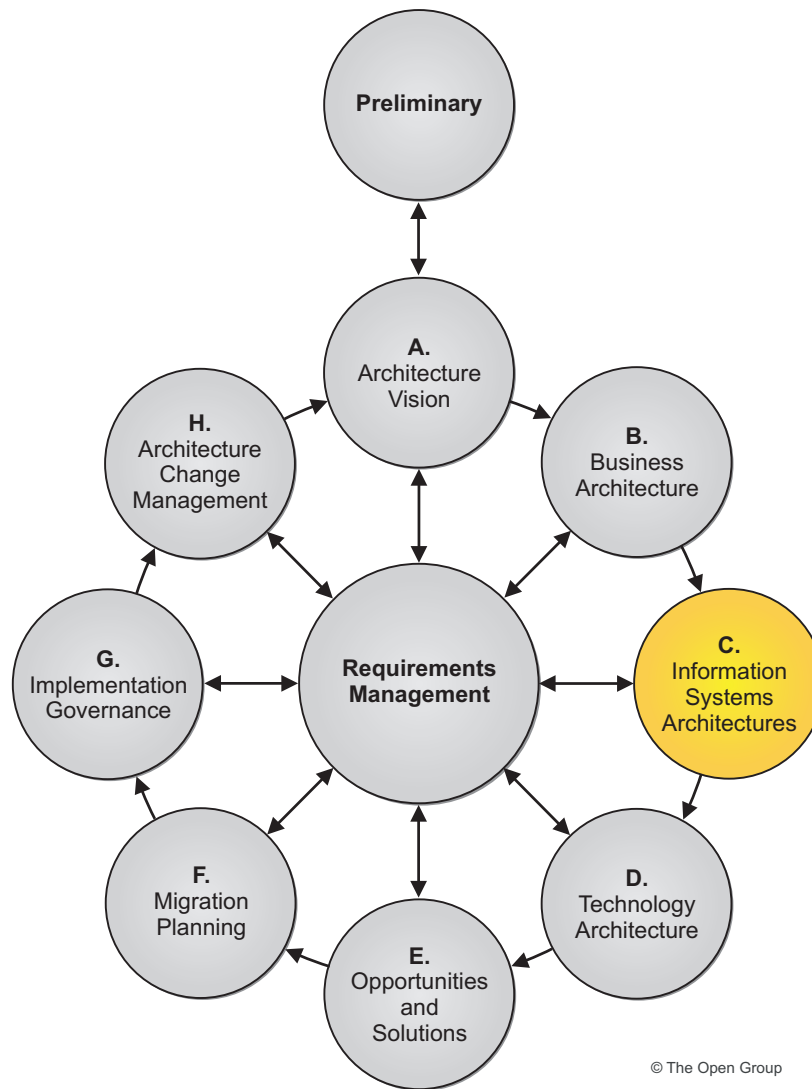 Preliminary
A.
Architecture
Vision
B.
Business
Architecture
C.
Information
Systems
Architectures
D.
Technology
Architecture
E.
Opportunities
and
Solutions
F.
Migration
Planning
G.
Implementation
Governance
H.
Architecture
Change
Management
Requirements
Management
© The Open Group